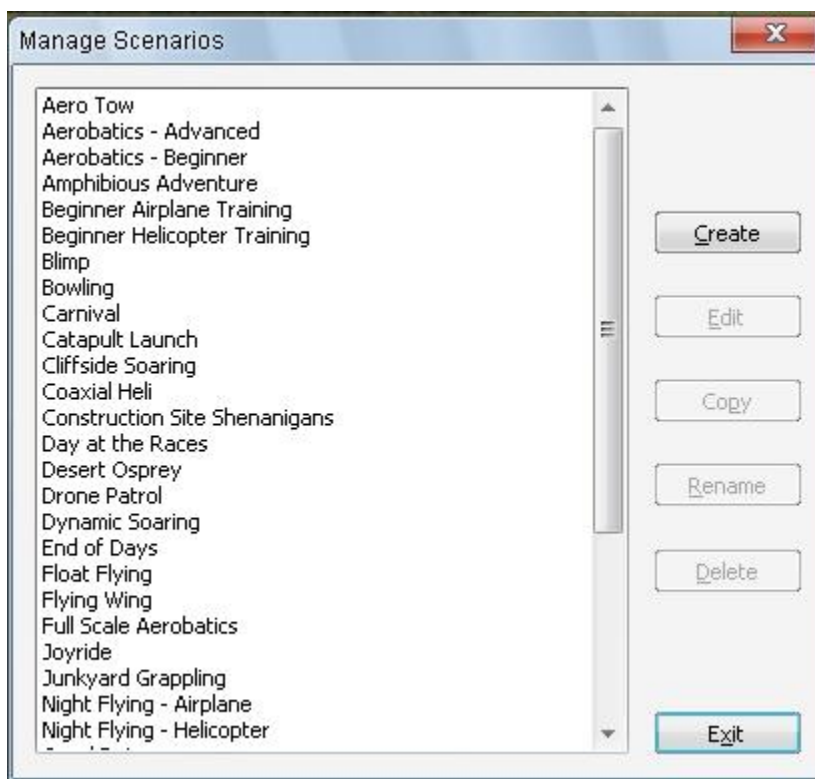 Manage Scenarios
Aero Tow
Aerobatics - Advanced
Aerobatics - Beginner
Amphibious Adventure
Beginner Airplane Training
Beginner Helicopter Training
Blimp
Bowling
Carnival
Catapult Launch
Cliffside Soaring
Coaxial Heli
Construction Site Shenanigans
Day at the Races
Desert Osprey
Drone Patrol
Dynamic Soaring
End of Days
Float Flying
Flying Wing
Full Scale Aerobatics
Joyride
Junkyard Grappling
Night Flying - Airplane
Night Flying - Helicopter
Create
Edit
Copy
Rename
Delete
Exit